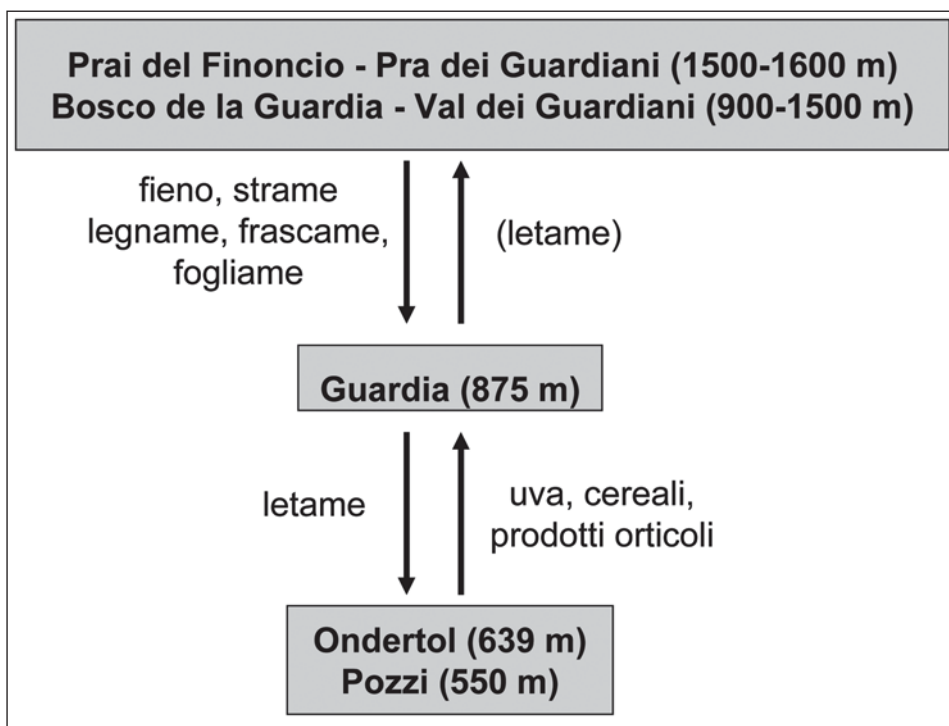 Prai del Finoncio - Pra dei Guardiani (1500-1600 m)
Bosco de la Guardia - Val dei Guardiani (900-1500 m)
fieno, strame
legname, frascame,
fogliame
(letame)
Guardia (875 m)
letame
uva, cereali,
prodotti orticoli
Ondertol (639 m)
Pozzi (550 m)